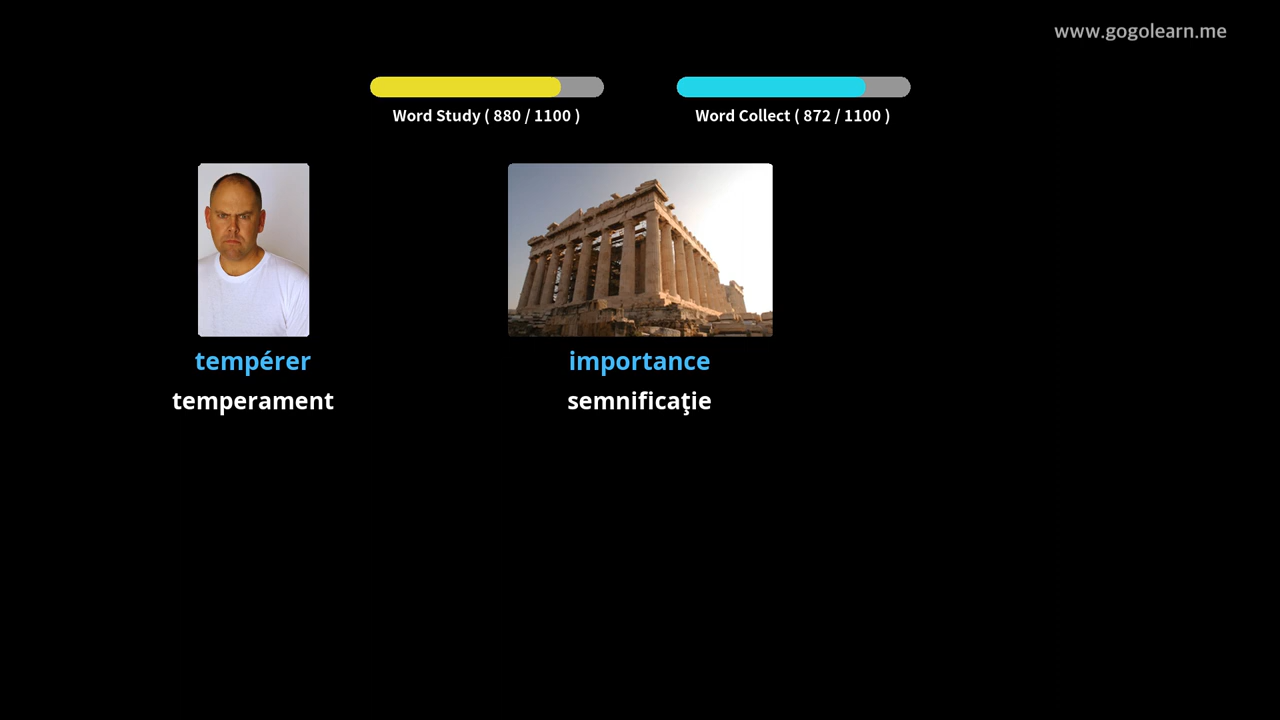 www.gogolearn.me
Word Study ( 880 / 1100 )
Word Collect ( 872 / 1100 )
tempérer
temperament
importance
semnificaţie